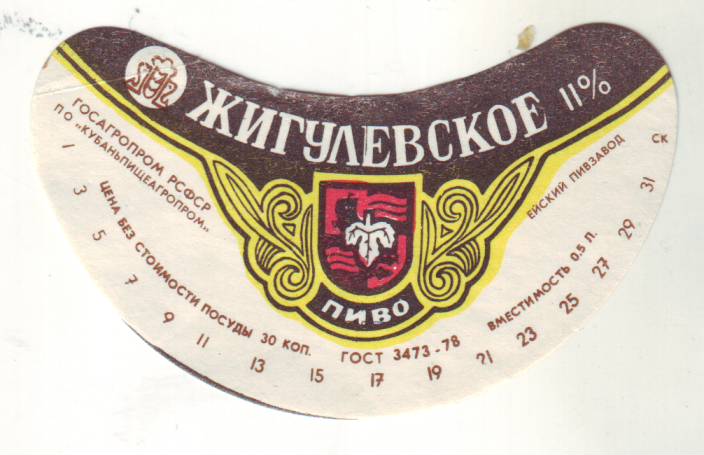 ЖИГУЛЕВСКОЕ 11%
ГОСАГРОПРОМ РСФСР
ПО "КУБАНЬПИЩЕАГРОПРОМ"
ЕЙСКИЙ ПИВЗАВОД
СК
ПИВО
ЦЕНА БЕЗ СТОИМОСТИ ПОСУДЫ 30 КОП. ГОСТ 3473-78 ВМЕСТИМОСТЬ 0.5 Л.
1 3 5 7 9 11 13 15 17 19 21 23 25 27 29 31